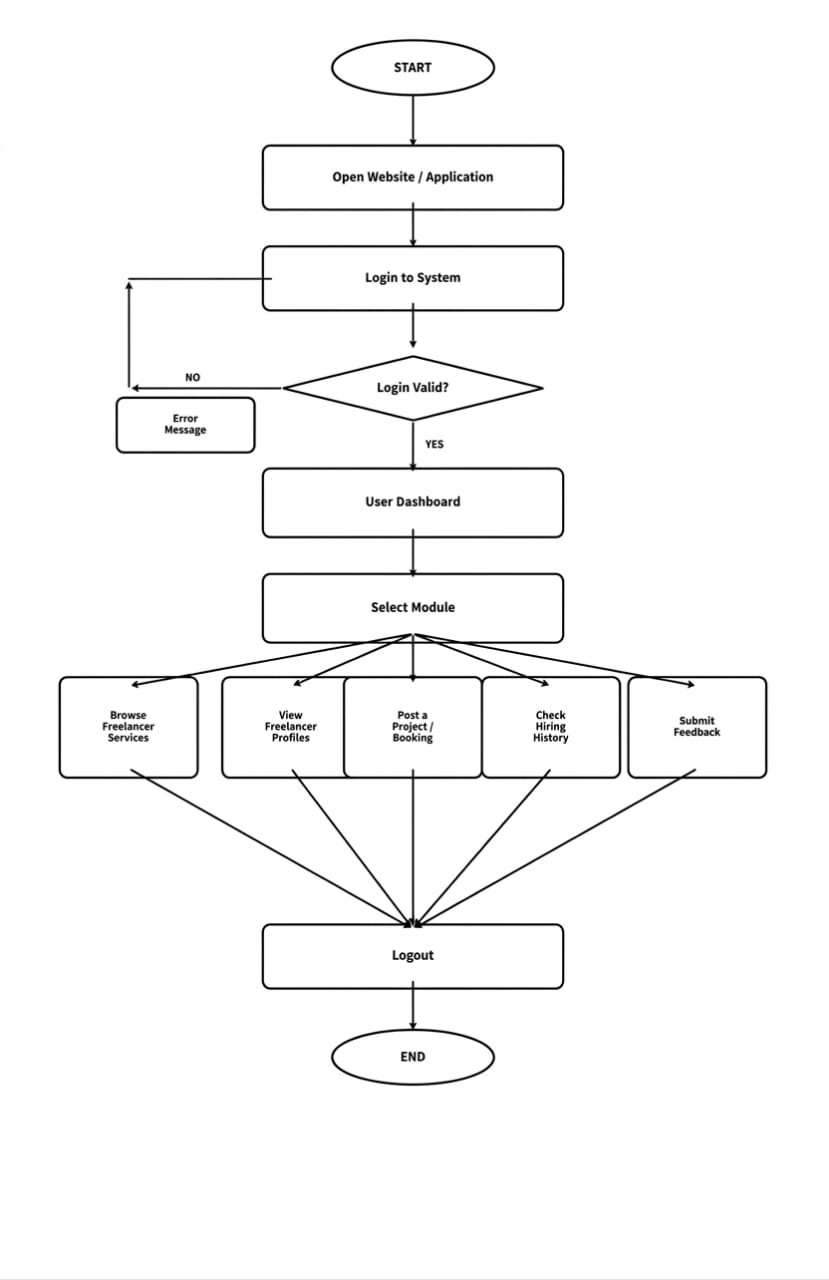 START
Open Website / Application
Login to System
Login Valid?
NO
Error
Message
YES
User Dashboard
Select Module
Browse
Freelancer
Services
View
Freelancer
Profiles
Post a
Project /
Booking
Check
Hiring
History
Submit
Feedback
Logout
END